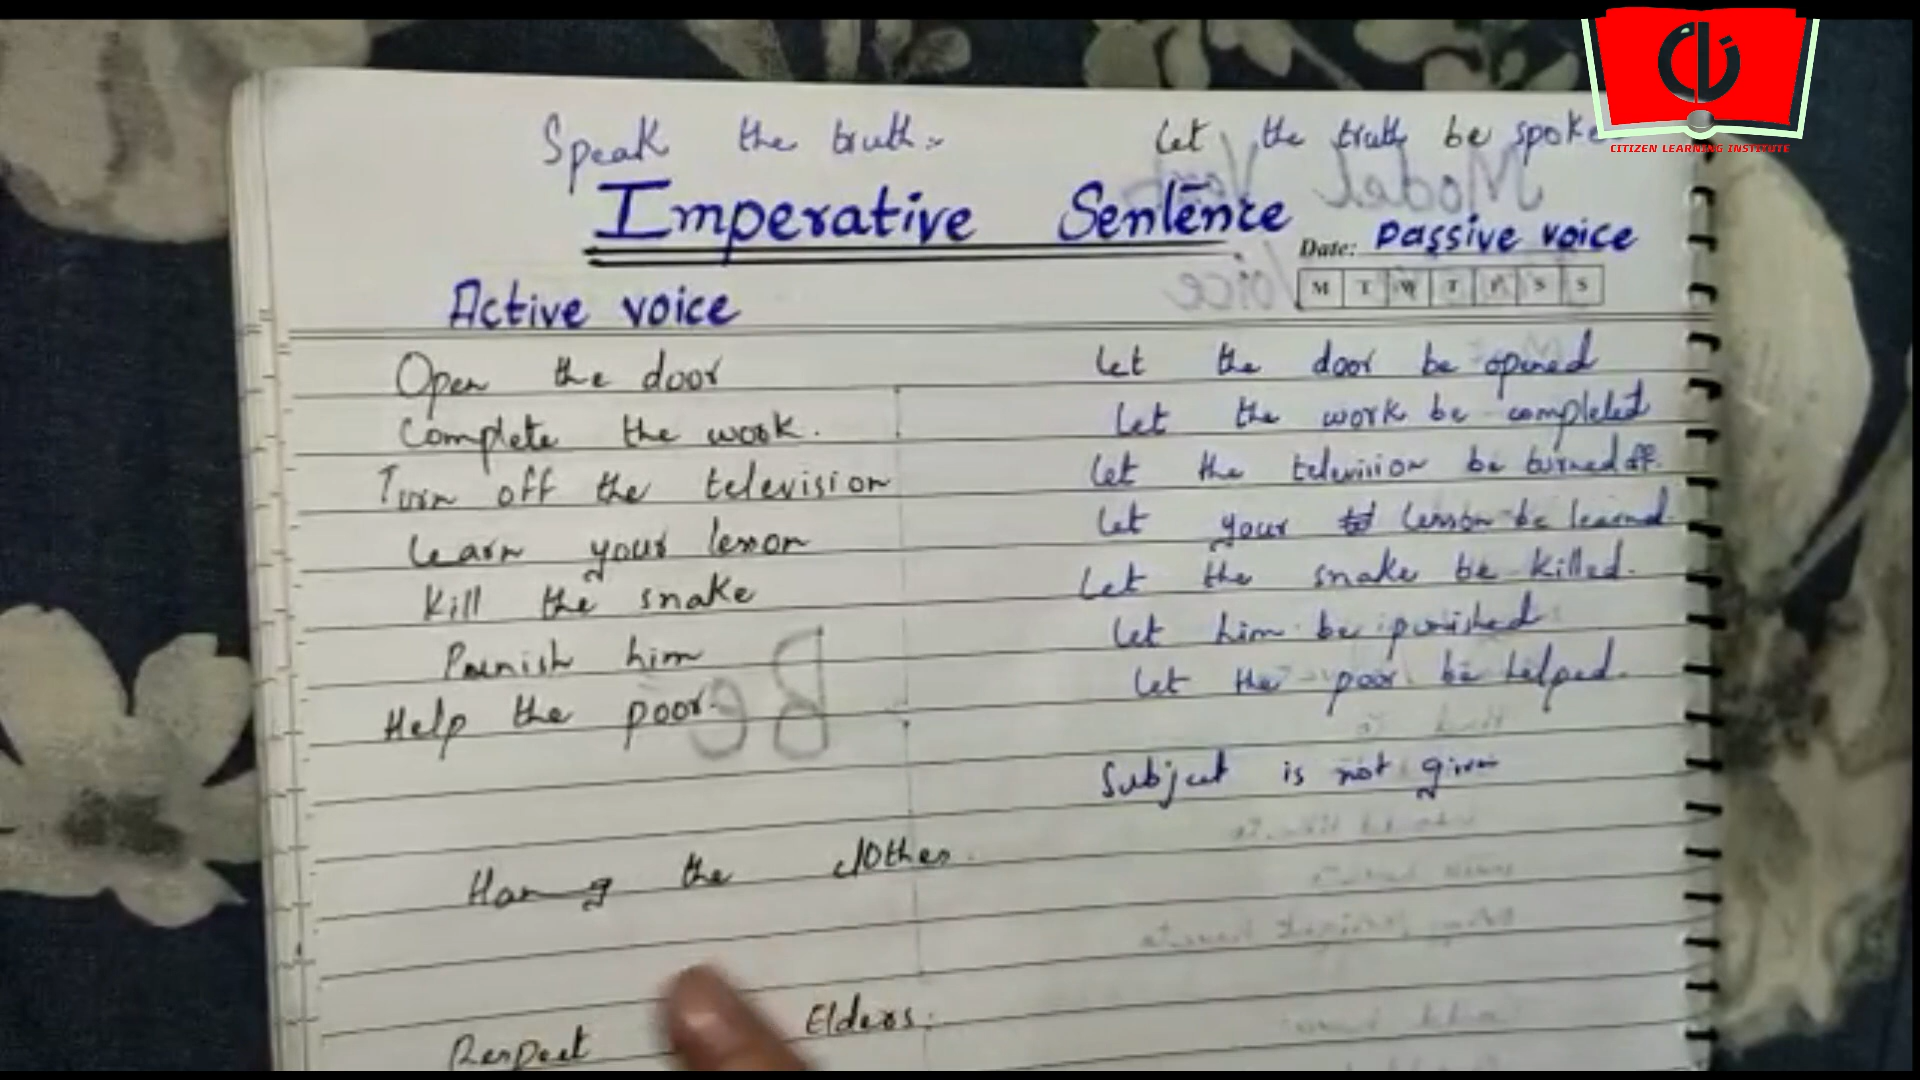 CLI
CITIZEN LEARNING INSTITUTE
Speak the truth. Let the truth be spoke
Imperative Sentence
Date: Passive voice
M T W T F S S
Active voice
Open the door Let the door be opened
Complete the work. Let the work be completed
Turn off the television Let the television be turned off.
Learn your lesson Let your lesson be learned
Kill the snake Let the snake be killed.
Punish him Let him be punished
Help the poor. Let the poor be helped.
Be
Subject is not given
Hang the clothes.
Respect Elders.